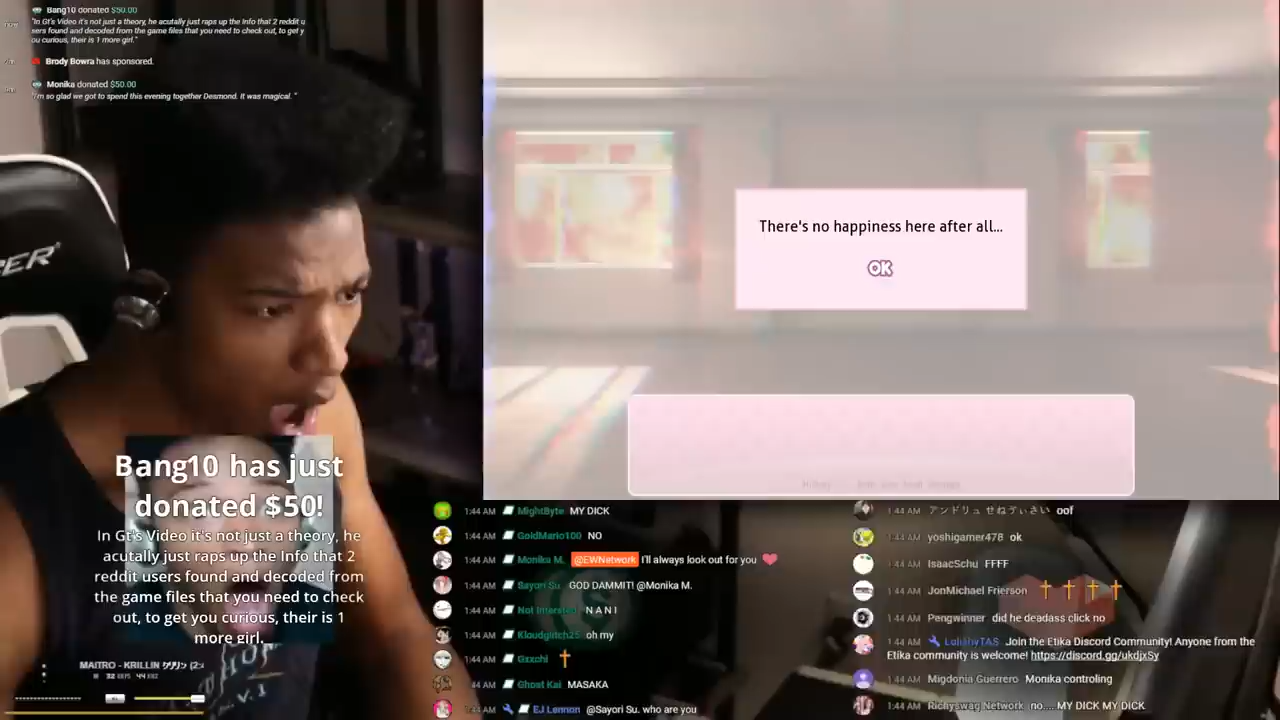 Bang10 donated $50.00
"In Gt's Video it's not just a theory, he acutally just raps up the Info that 2 reddit u
sers found and decoded from the game files that you need to check out, to get y
ou curious, their is 1 more girl."
Brody Bowra has sponsored.
Monika donated $50.00
"I'm so glad we got to spend this evening together Desmond. It was magical. "
There's no happiness here after all...
OK
Bang10 has just
donated $50!
In Gt's Video it's not just a theory, he
acutally just raps up the Info that 2
reddit users found and decoded from
the game files that you need to check
out, to get you curious, their is 1
more girl.
MAITRO - KRILLIN クリリン (2:
1:44 AM MightByte MY DICK
1:44 AM GoldMario100 NO
1:44 AM Monika M. @EWNetwork I'll always look out for you ❤
1:44 AM Sayori Su. GOD DAMMIT! @Monika M.
1:44 AM Not Intersted N A N I
1:44 AM Kloudglitch25 oh my
1:44 AM Gxxchi ✝
44 AM Ghost Kai MASAKA
1:44 AM EJ Lennon @Sayori Su. who are you
1:44 AM アンドリュ せねでぃさい oof
1:44 AM yoshigamer478 ok
1:44 AM IsaacSchu FFFF
1:44 AM JonMichael Frierson ✝ ✝ ✝ ✝
1:44 AM Pengwinner did he deadass click no
1:44 AM LolihlvTAS Join the Etika Discord Community! Anyone from the
Etika community is welcome! https://discord.gg/ukdjxSy
1:44 AM Migdonia Guerrero Monika controling
1:44 AM Richyswag Network no.... MY DICK MY DICK